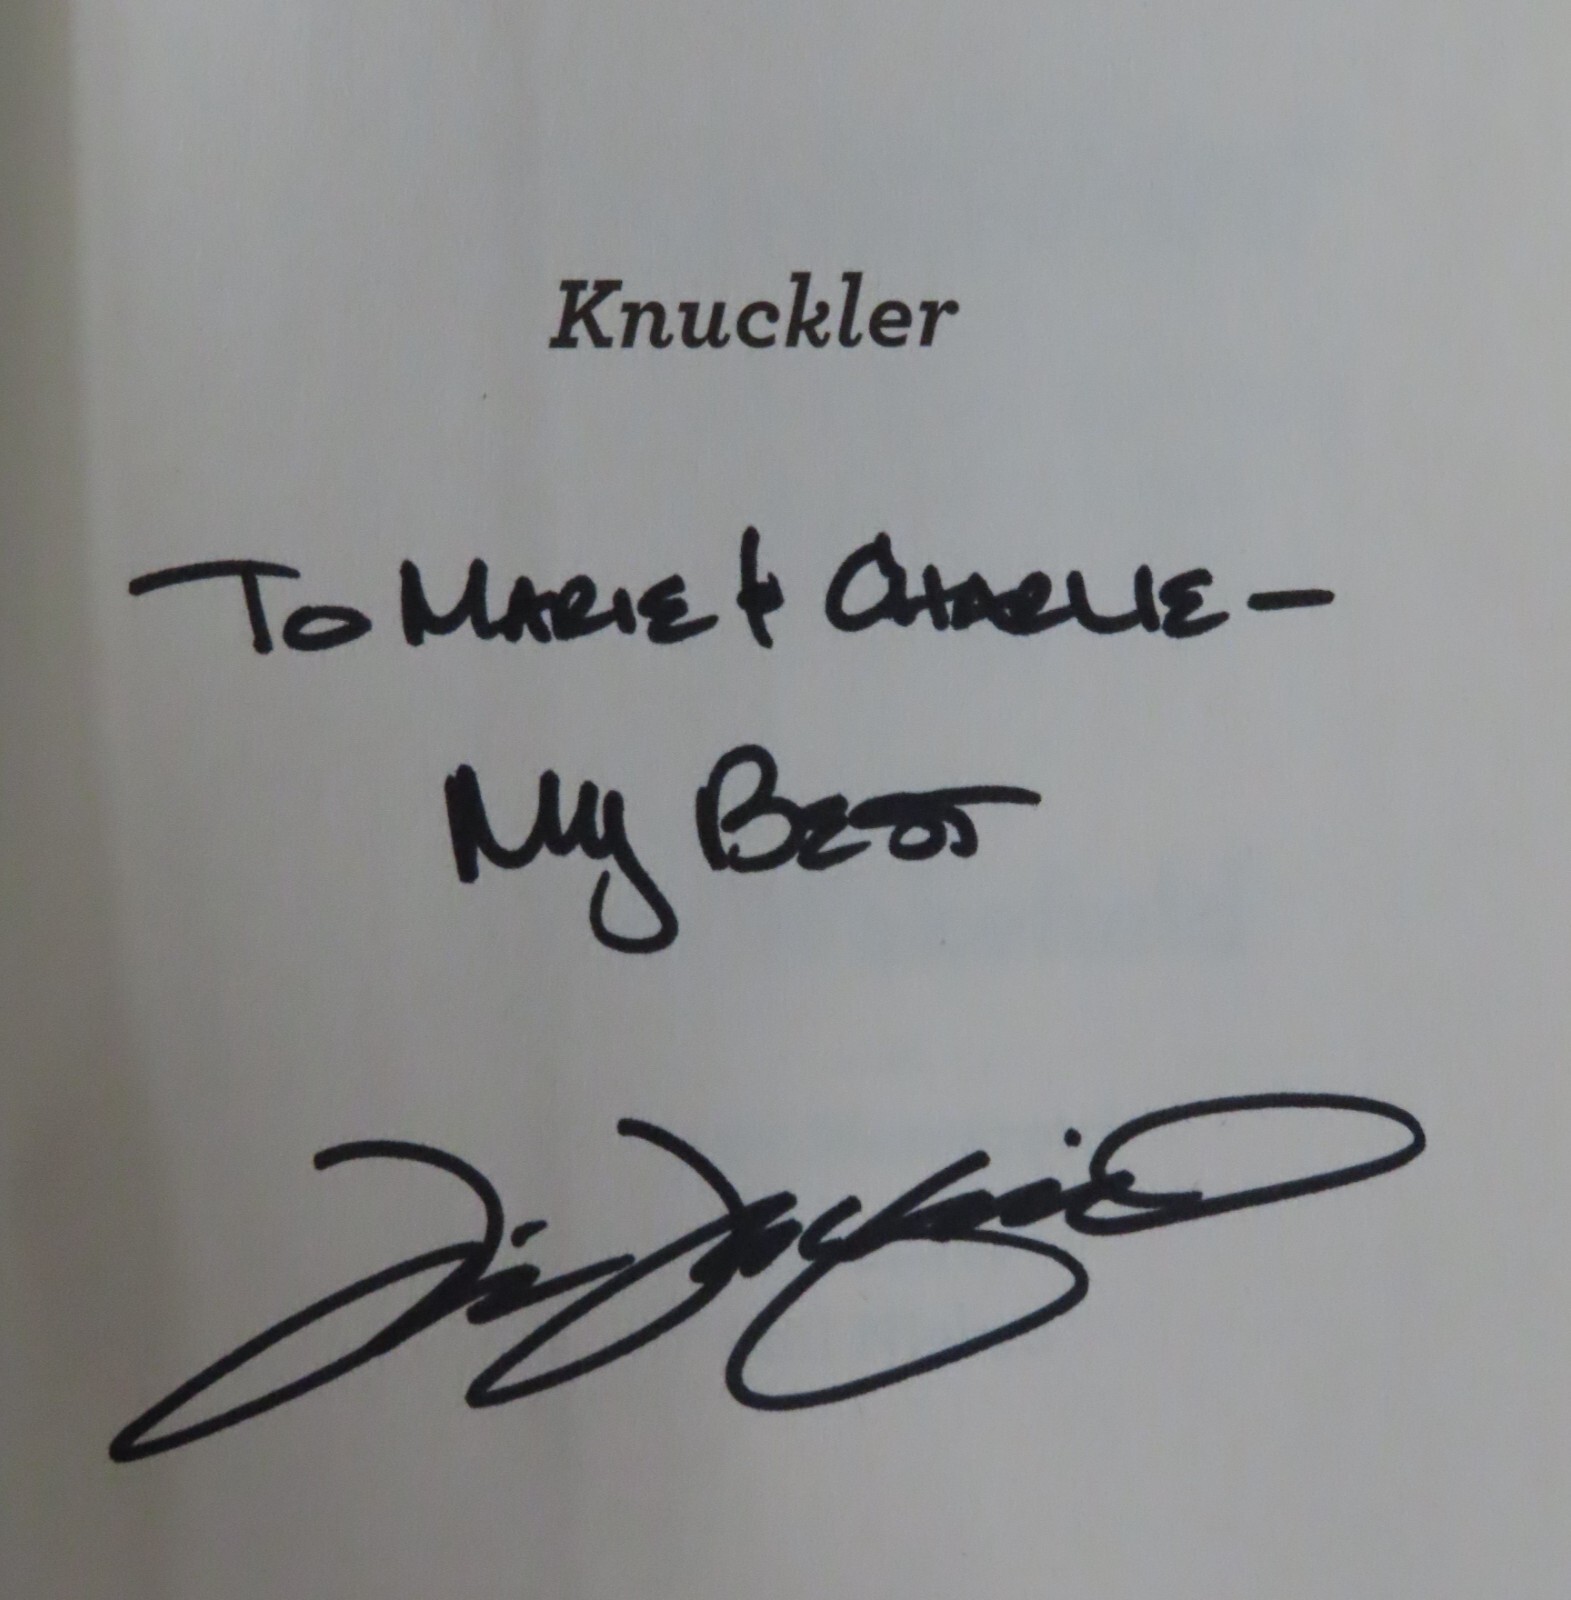 Knuckler
To Marie & Charlie –
My Best